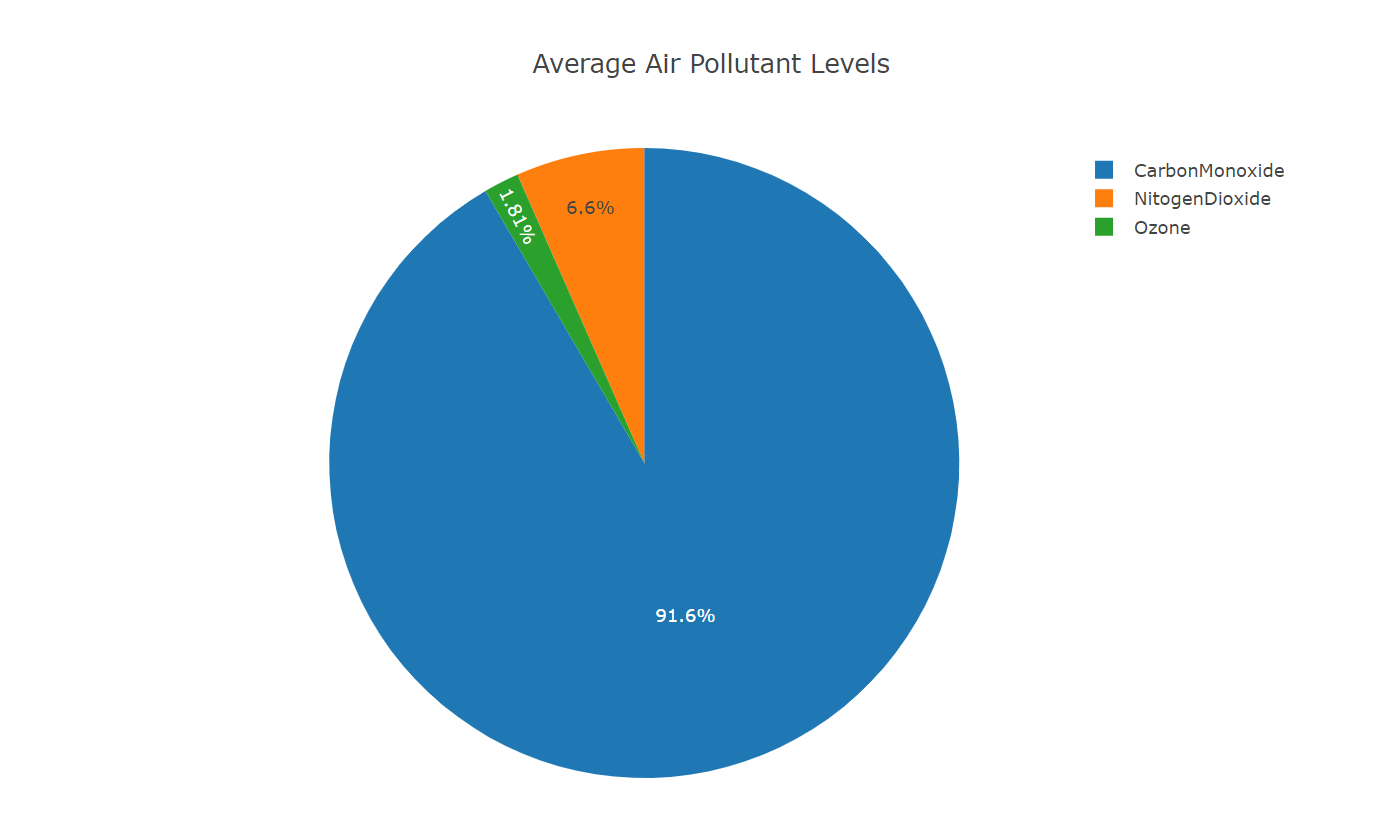 Average Air Pollutant Levels
CarbonMonoxide
NitogenDioxide
Ozone
1.81%
6.6%
91.6%